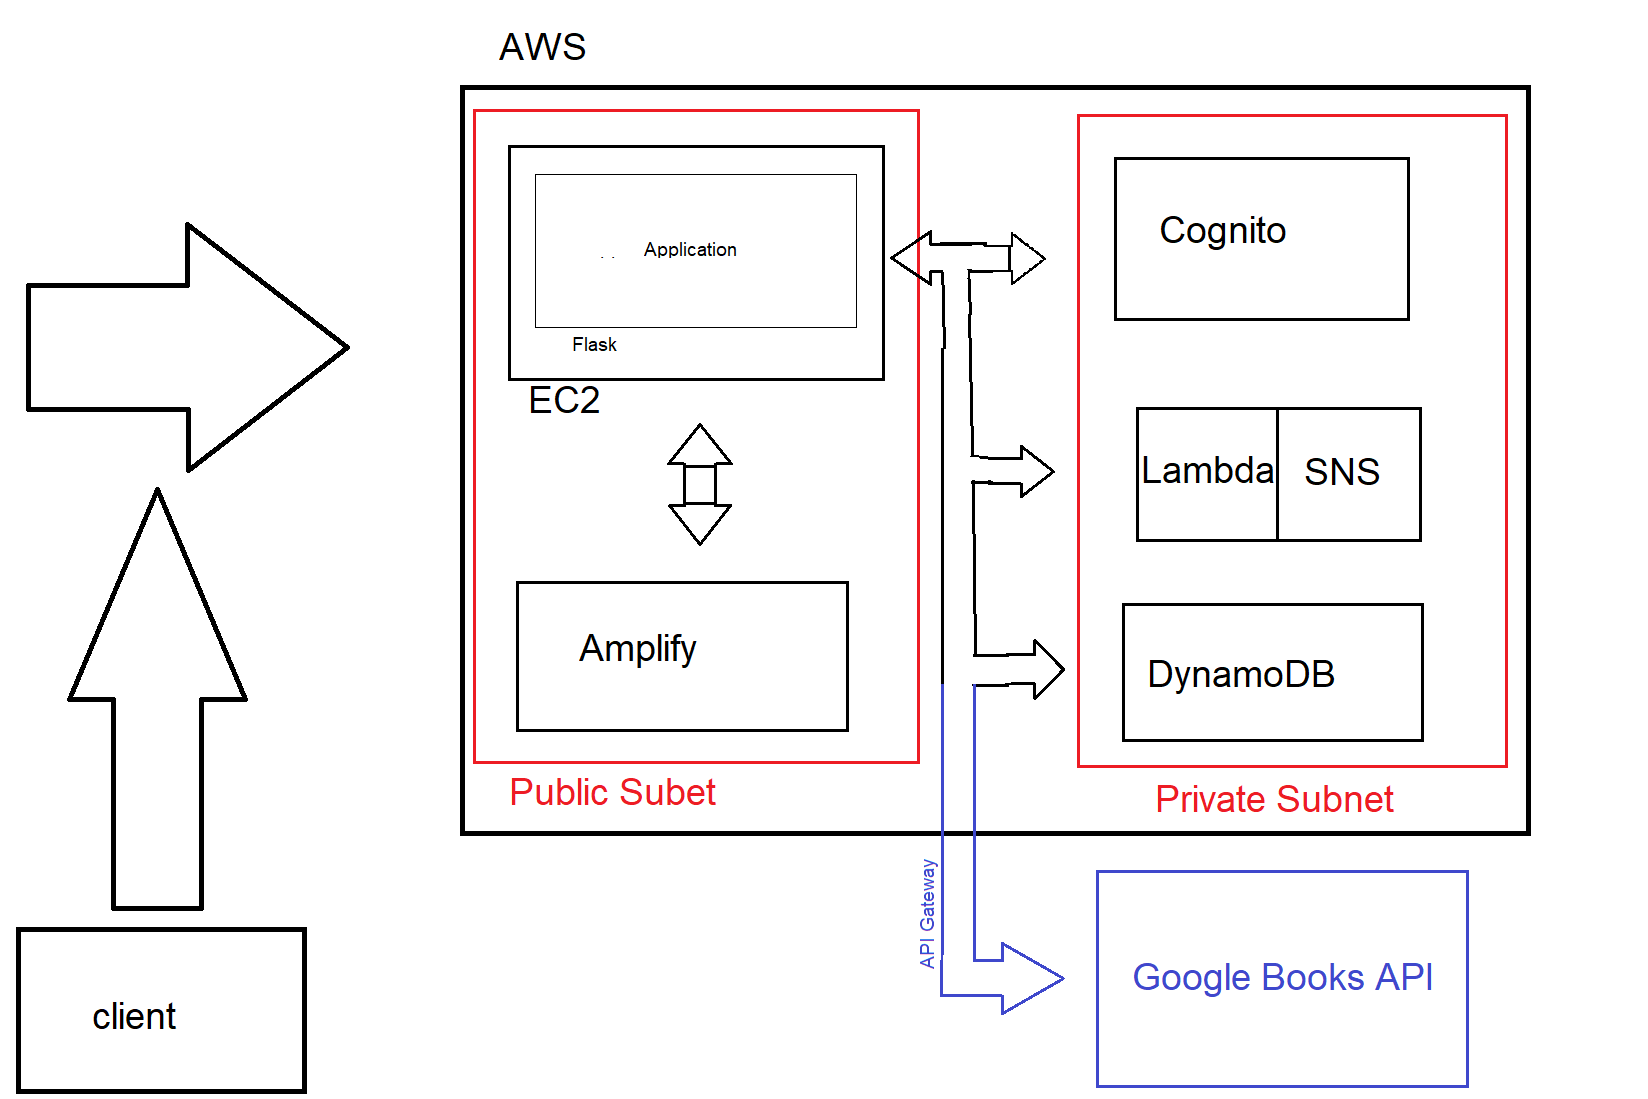 AWS
Application
Flask
EC2
Cognito
Lambda
SNS
Amplify
DynamoDB
Public Subet
Private Subnet
API Gateway
Google Books API
client